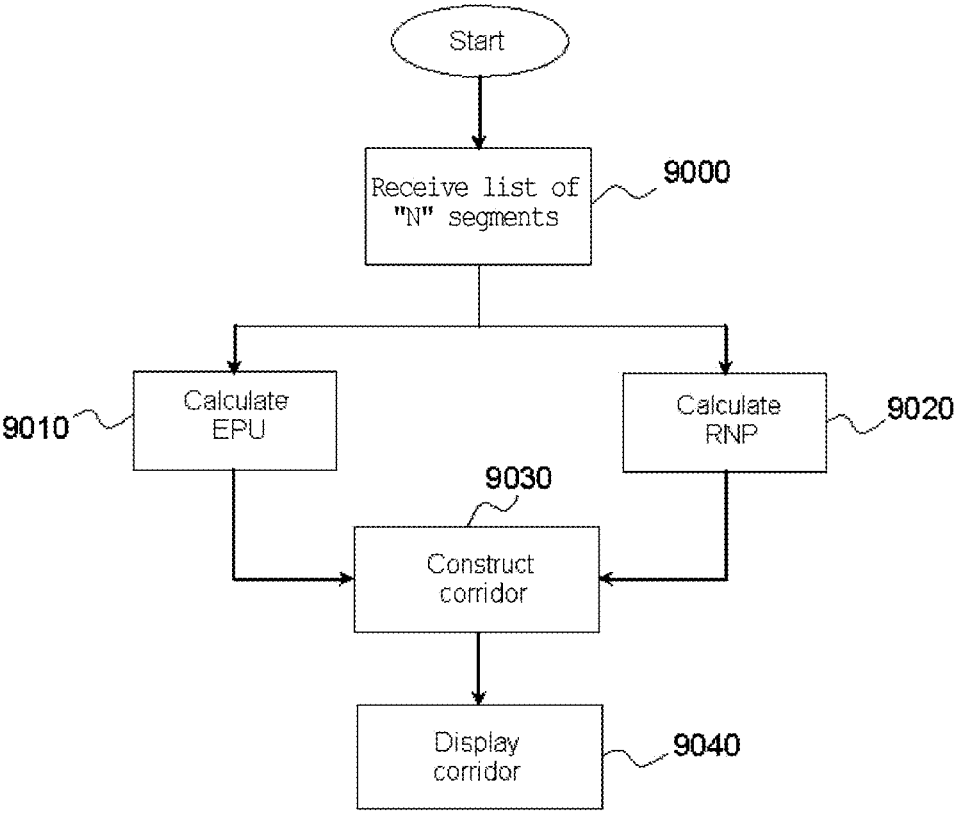 Start
Receive list of
"N" segments
9000
Calculate
EPU
9010
Calculate
RNP
9020
9030
Construct
corridor
Display
corridor
9040